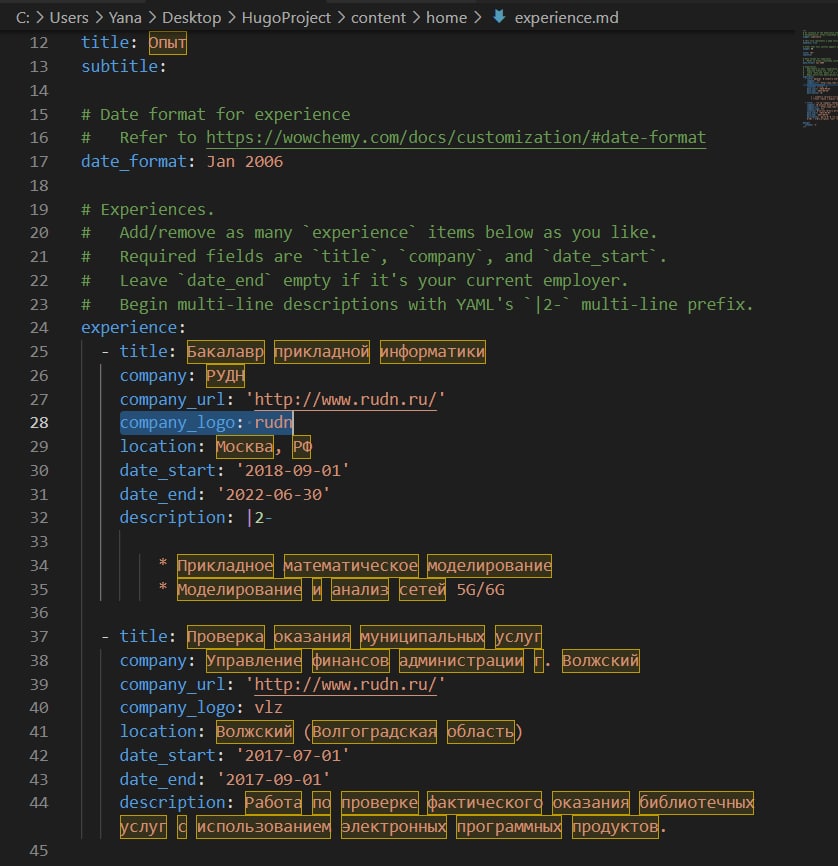 C: > Users > Yana > Desktop > HugoProject > content > home > experience.md
12 title: Опыт
13 subtitle:
14
15 # Date format for experience
16 #   Refer to https://wowchemy.com/docs/customization/#date-format
17 date_format: Jan 2006
18
19 # Experiences.
20 #   Add/remove as many `experience` items below as you like.
21 #   Required fields are `title`, `company`, and `date_start`.
22 #   Leave `date_end` empty if it's your current employer.
23 #   Begin multi-line descriptions with YAML's `|2-` multi-line prefix.
24 experience:
25   - title: Бакалавр прикладной информатики
26     company: РУДН
27     company_url: 'http://www.rudn.ru/'
28     company_logo: rudn
29     location: Москва, РФ
30     date_start: '2018-09-01'
31     date_end: '2022-06-30'
32     description: |2-
33
34         * Прикладное математическое моделирование
35         * Моделирование и анализ сетей 5G/6G
36
37   - title: Проверка оказания муниципальных услуг
38     company: Управление финансов администрации г. Волжский
39     company_url: 'http://www.rudn.ru/'
40     company_logo: vlz
41     location: Волжский (Волгоградская область)
42     date_start: '2017-07-01'
43     date_end: '2017-09-01'
44     description: Работа по проверке фактического оказания библиотечных
услуг с использованием электронных программных продуктов.
45